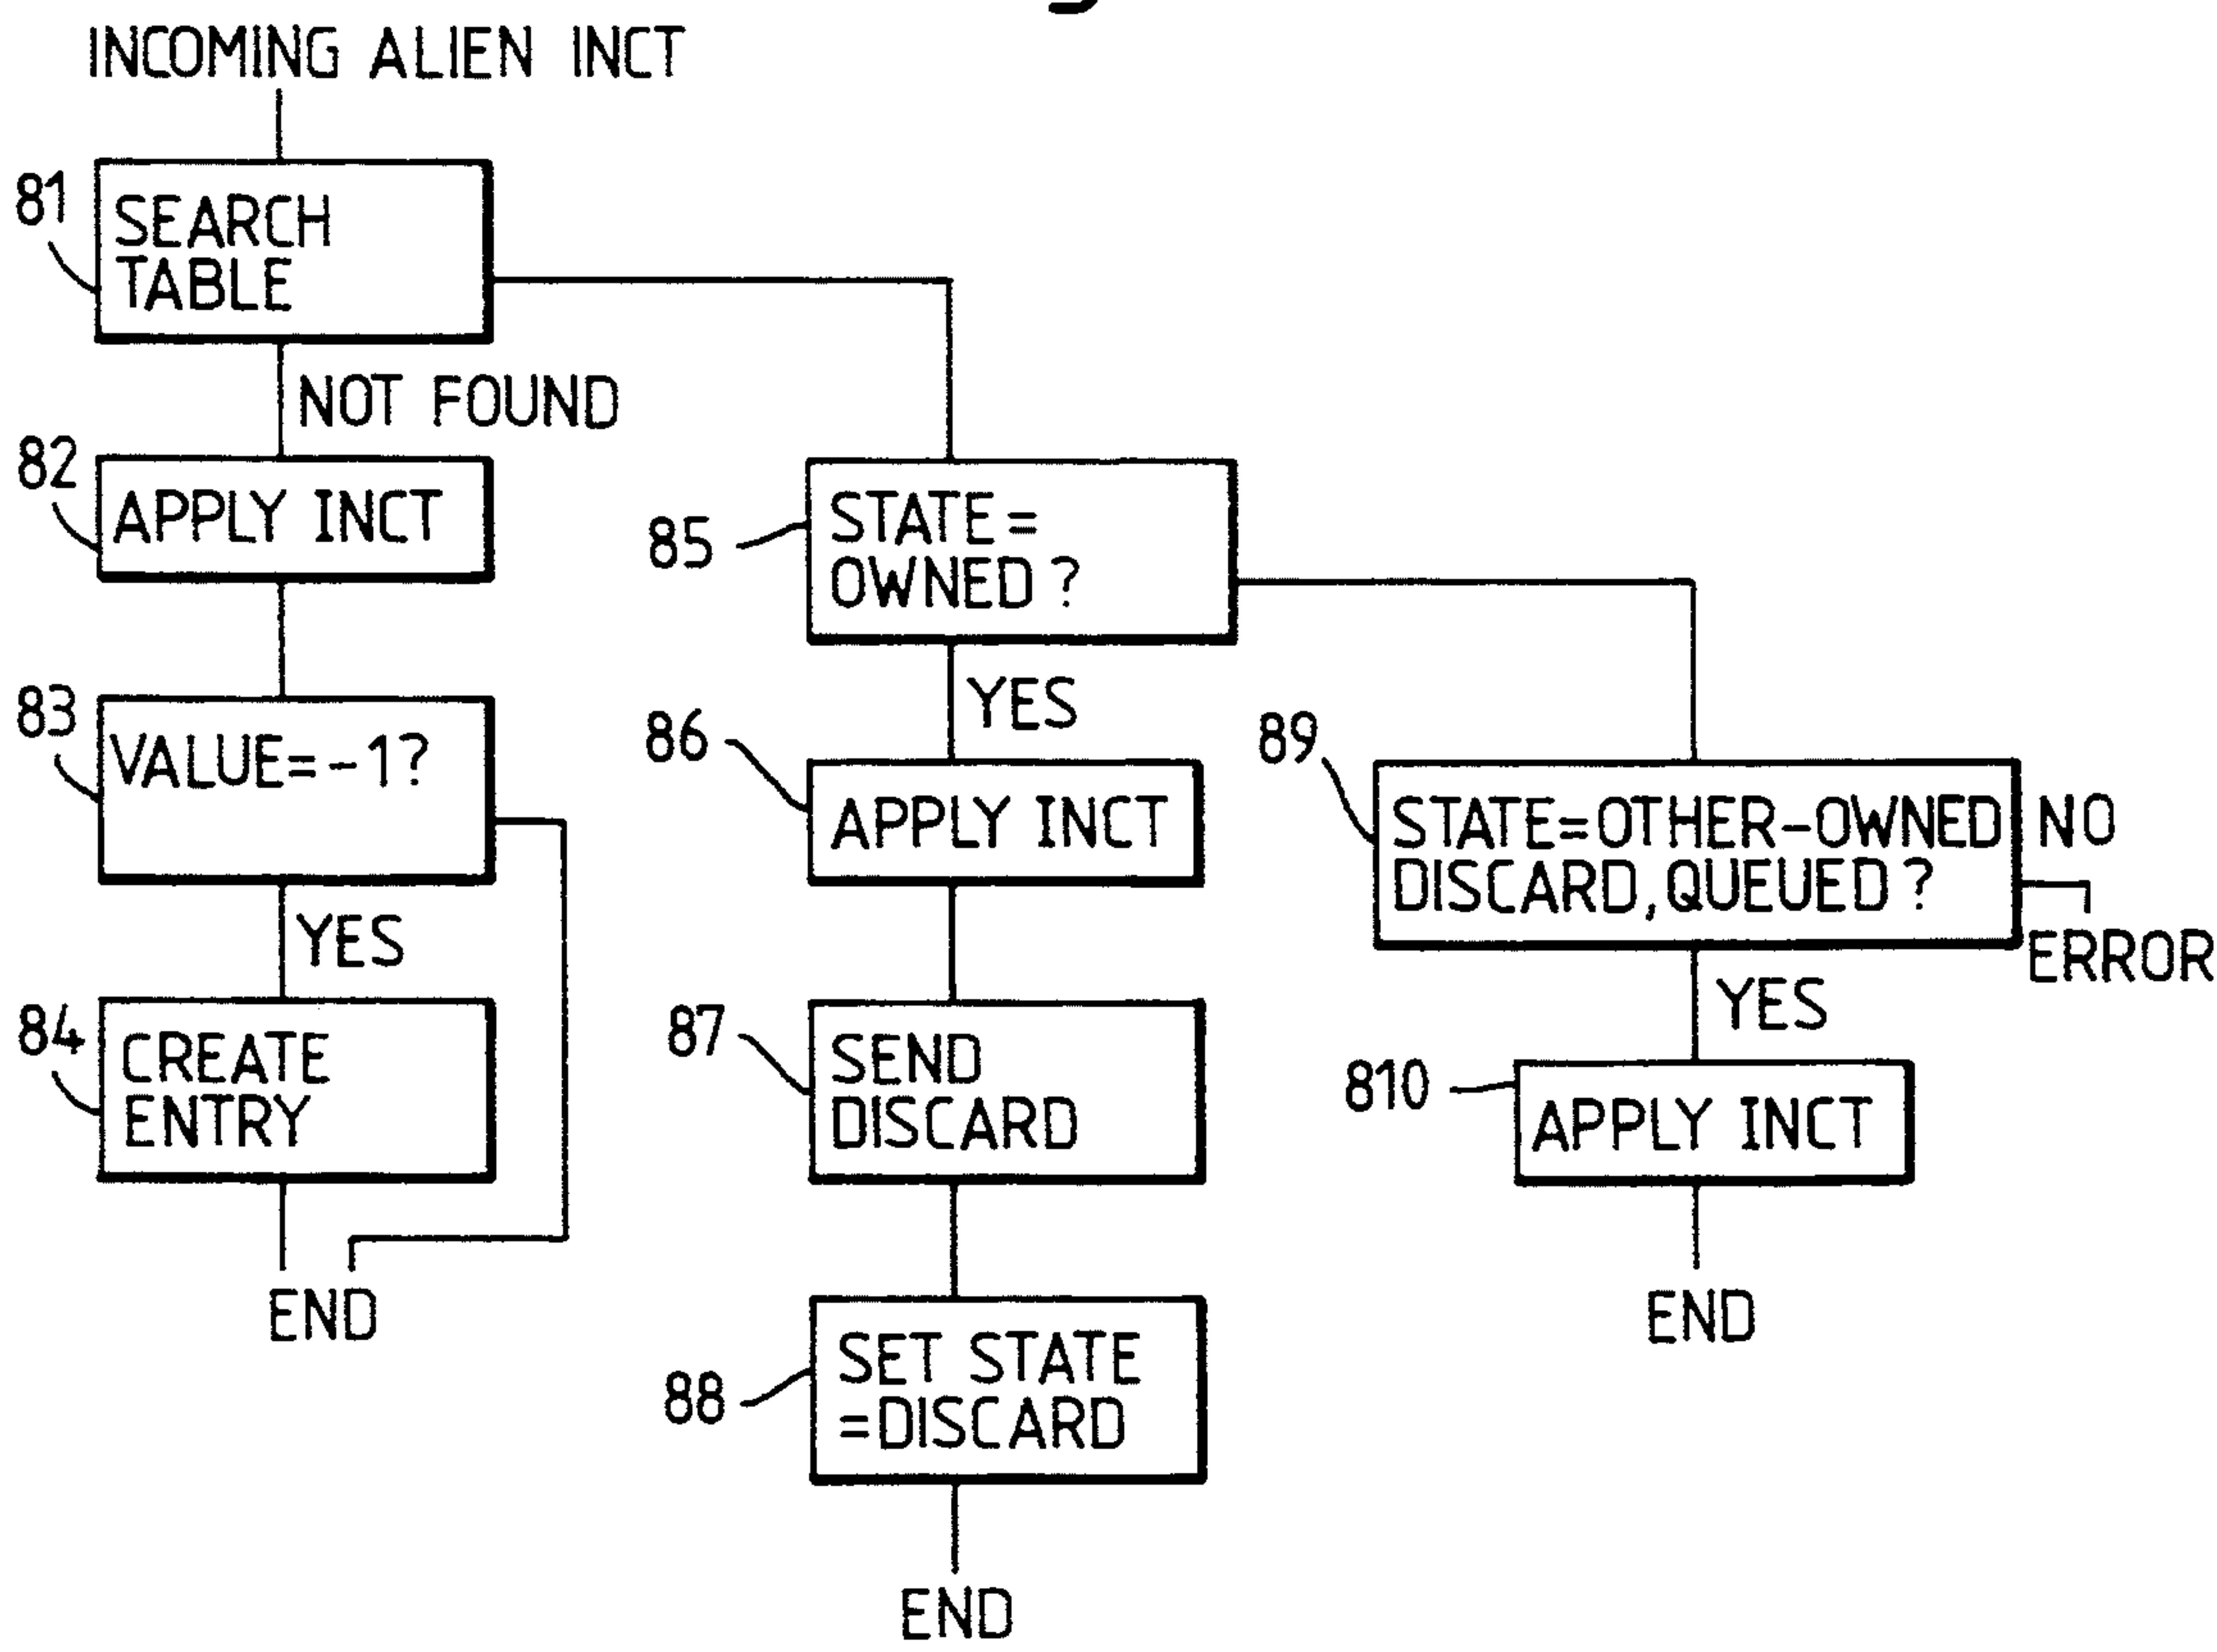 INCOMING ALIEN INCT
81
SEARCH
TABLE
NOT FOUND
82
APPLY INCT
83
VALUE=-1?
YES
84
CREATE
ENTRY
END
85
STATE=
OWNED?
YES
86
APPLY INCT
87
SEND
DISCARD
88
SET STATE
=DISCARD
END
89
STATE=OTHER-OWNED
DISCARD,QUEUED?
NO
ERROR
YES
810
APPLY INCT
END